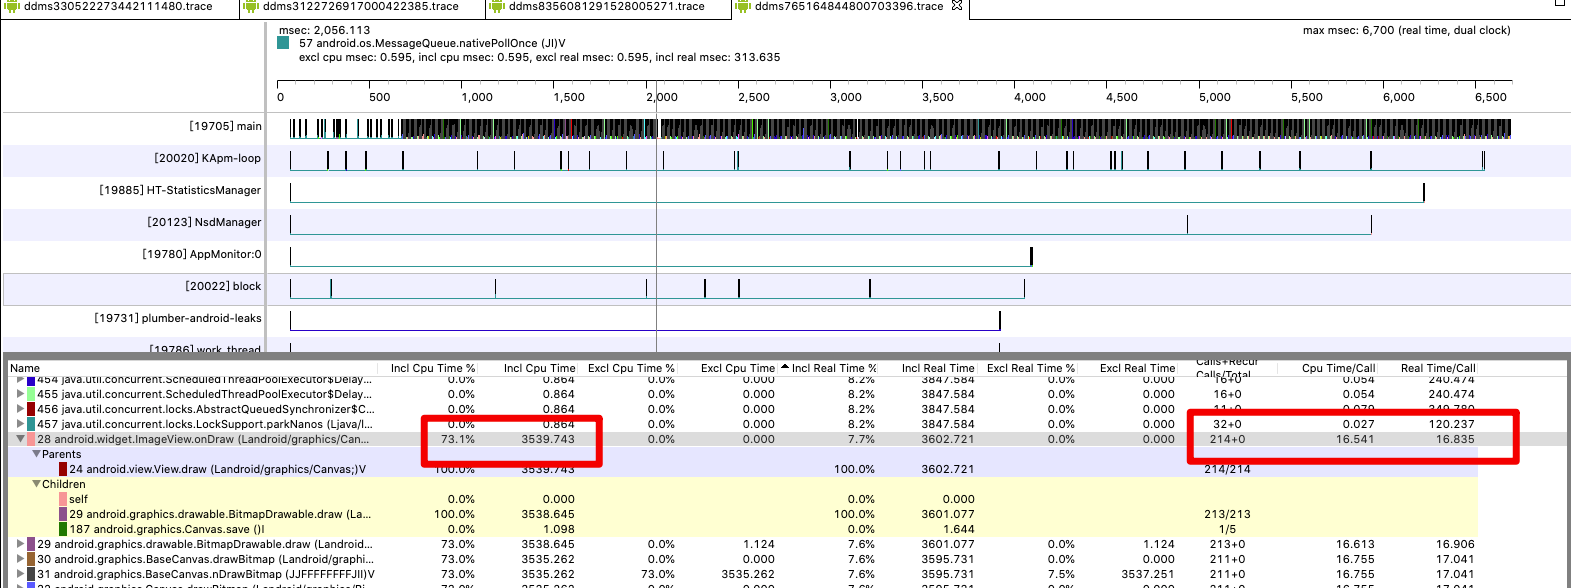 ddms330522273442111480.trace ddms3122726917000422385.trace ddms8356081291528005271.trace ddms765164844800703396.trace
msec: 2,056.113 max msec: 6,700 (real time, dual clock)
57 android.os.MessageQueue.nativePollOnce (JI)V
excl cpu msec: 0.595, incl cpu msec: 0.595, excl real msec: 0.595, incl real msec: 313.635
0 500 1,000 1,500 2,000 2,500 3,000 3,500 4,000 4,500 5,000 5,500 6,000 6,500
[19705] main
[20020] KApm-loop
[19885] HT-StatisticsManager
[20123] NsdManager
[19780] AppMonitor:0
[20022] block
[19731] plumber-android-leaks
[19786] work_thread
Name Incl Cpu Time % Incl Cpu Time Excl Cpu Time % Excl Cpu Time Incl Real Time % Incl Real Time Excl Real Time % Excl Real Time Calls+Recur Calls/Total Cpu Time/Call Real Time/Call
454 java.util.concurrent.ScheduledThreadPoolExecutor$Delay... 0.0% 0.864 0.0% 0.000 8.2% 3847.584 0.0% 0.000 16+0 0.054 240.474
455 java.util.concurrent.ScheduledThreadPoolExecutor$Delay... 0.0% 0.864 0.0% 0.000 8.2% 3847.584 0.0% 0.000 16+0 0.054 240.474
456 java.util.concurrent.locks.AbstractQueuedSynchronizer$C... 0.0% 0.864 0.0% 0.000 8.2% 3847.584 0.0% 0.000 11+0 0.079 349.780
457 java.util.concurrent.locks.LockSupport.parkNanos (Ljava/l... 0.0% 0.864 0.0% 0.000 8.2% 3847.584 0.0% 0.000 32+0 0.027 120.237
28 android.widget.ImageView.onDraw (Landroid/graphics/Can... 73.1% 3539.743 0.0% 0.000 7.7% 3602.721 0.0% 0.000 214+0 16.541 16.835
Parents
24 android.view.View.draw (Landroid/graphics/Canvas;)V 100.0% 3539.743 100.0% 3602.721 214/214
Children
self 0.0% 0.000 0.0% 0.000
29 android.graphics.drawable.BitmapDrawable.draw (La... 100.0% 3538.645 100.0% 3601.077 213/213
187 android.graphics.Canvas.save ()I 0.0% 1.098 0.0% 1.644 1/5
29 android.graphics.drawable.BitmapDrawable.draw (Landroid... 73.0% 3538.645 0.0% 1.124 7.6% 3601.077 0.0% 1.124 213+0 16.613 16.906
30 android.graphics.BaseCanvas.drawBitmap (Landroid/graphi... 73.0% 3535.262 0.0% 0.000 7.6% 3595.731 0.0% 0.000 211+0 16.755 17.041
31 android.graphics.BaseCanvas.nDrawBitmap (JJFFFFFFFFJII)V 73.0% 3535.262 73.0% 3535.262 7.6% 3595.731 7.5% 3537.251 211+0 16.755 17.041